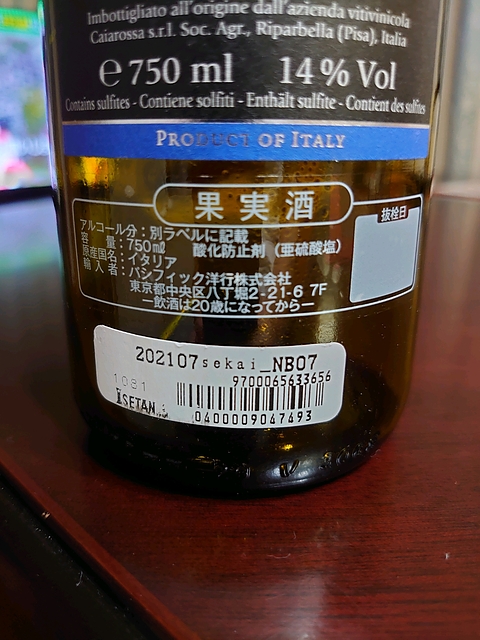 Imbottigliato all'origine dall'azienda vitivinicola
Caiarossa s.r.l. Soc. Agr., Riparbella (Pisa), Italia
℮ 750 ml 14 % Vol
Contains sulfites - Contiene solfiti - Enthält sulfite - Contient des sulfites
PRODUCT OF ITALY
果実酒
抜栓日
アルコール分：別ラベルに記載
容量：750㎖ 酸化防止剤（亜硫酸塩）
原産国名：イタリア
輸入者：パシフィック洋行株式会社
東京都中央区八丁堀2-21-6 7F
—飲酒は20歳になってから—
202107sekai_NB07
9700065633656
1081
ISETAN
0400009047493